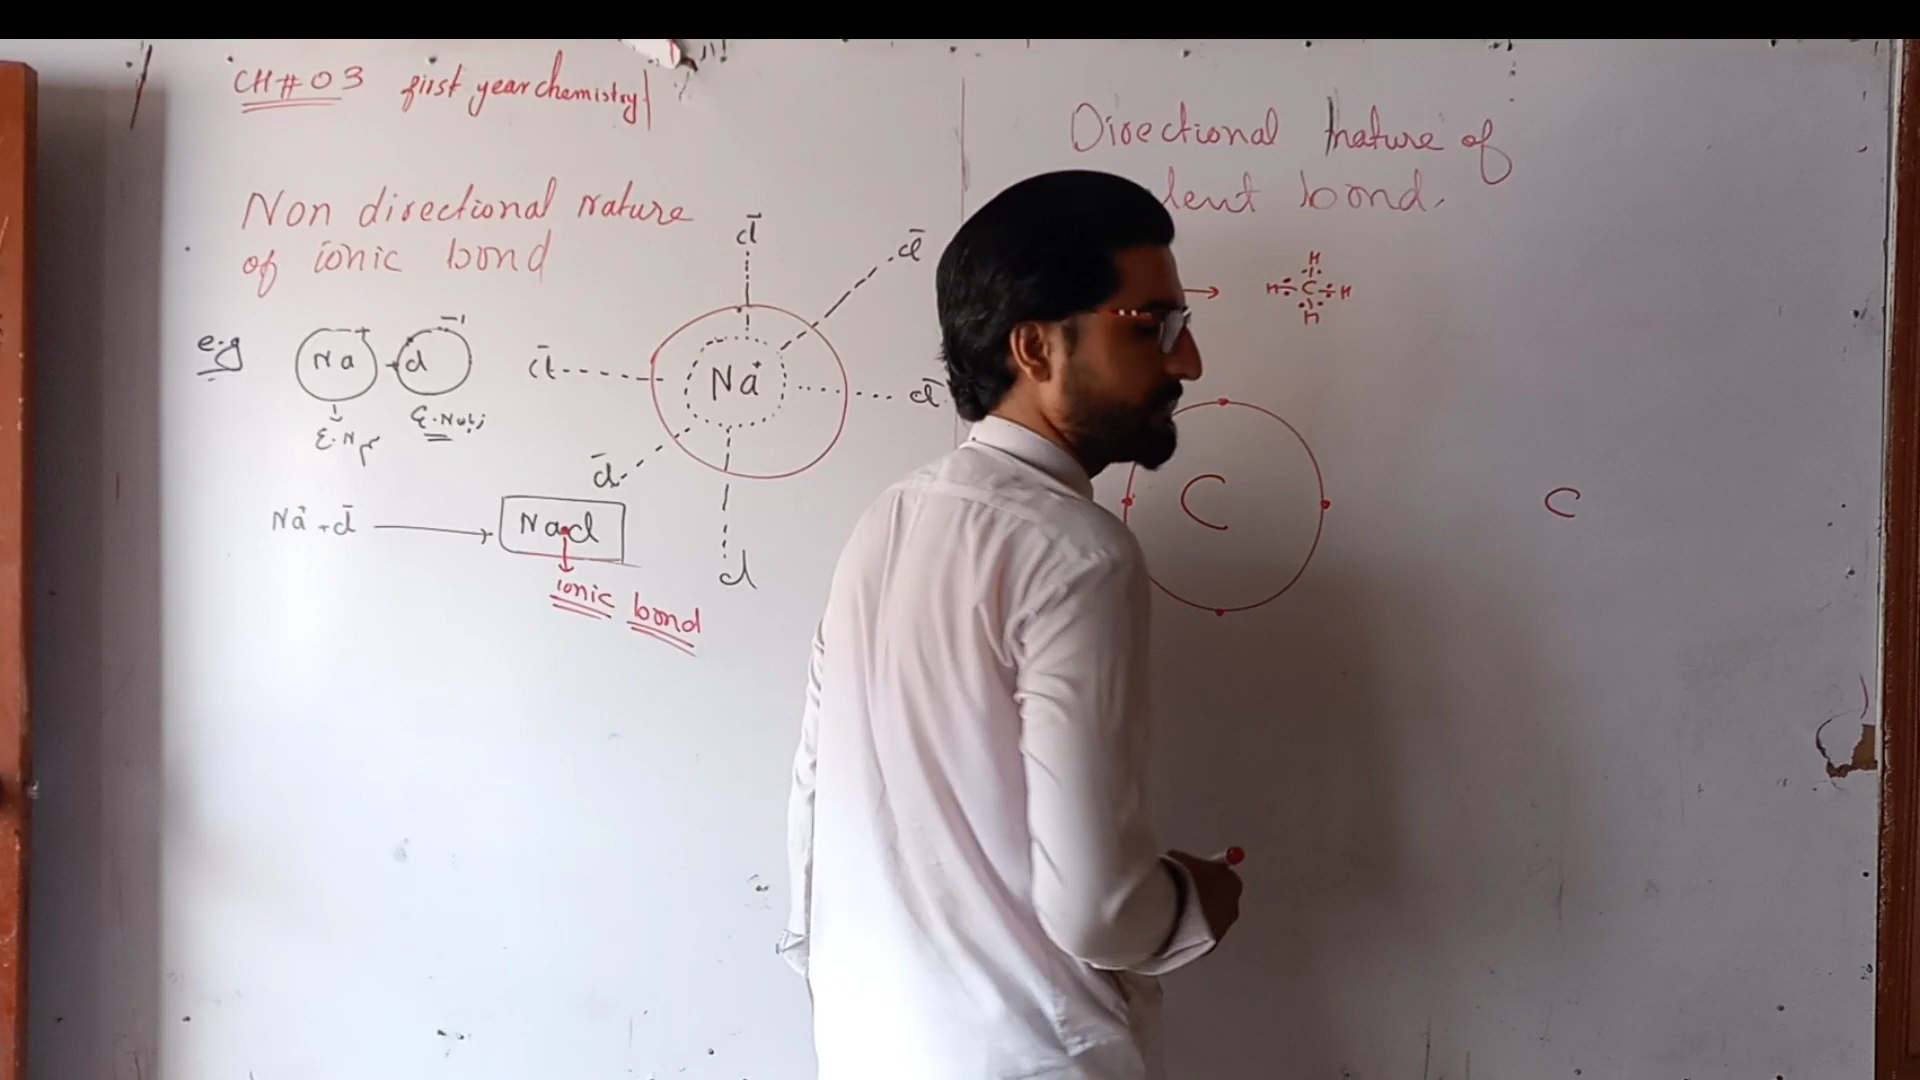 CH# 03 first year chemistry
Non directional nature
of ionic bond
e.g
Na+ - Cl -1
E.N
E.N
Na+ + Cl- → NaCl
ionic bond
Cl-
Cl-
Cl-
Na+
Cl-
Cl-
Cl
Directional nature of
lent bond.
→
H
H C H
H
C
C